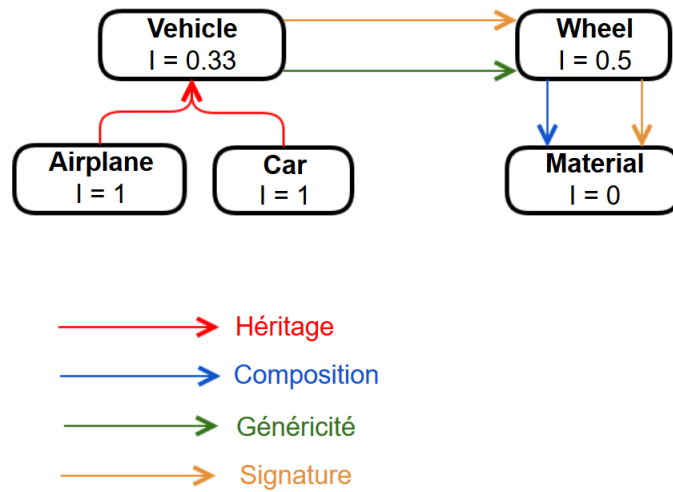 Vehicle
I = 0.33
Wheel
I = 0.5
Airplane
I = 1
Car
I = 1
Material
I = 0
Héritage
Composition
Généricité
Signature